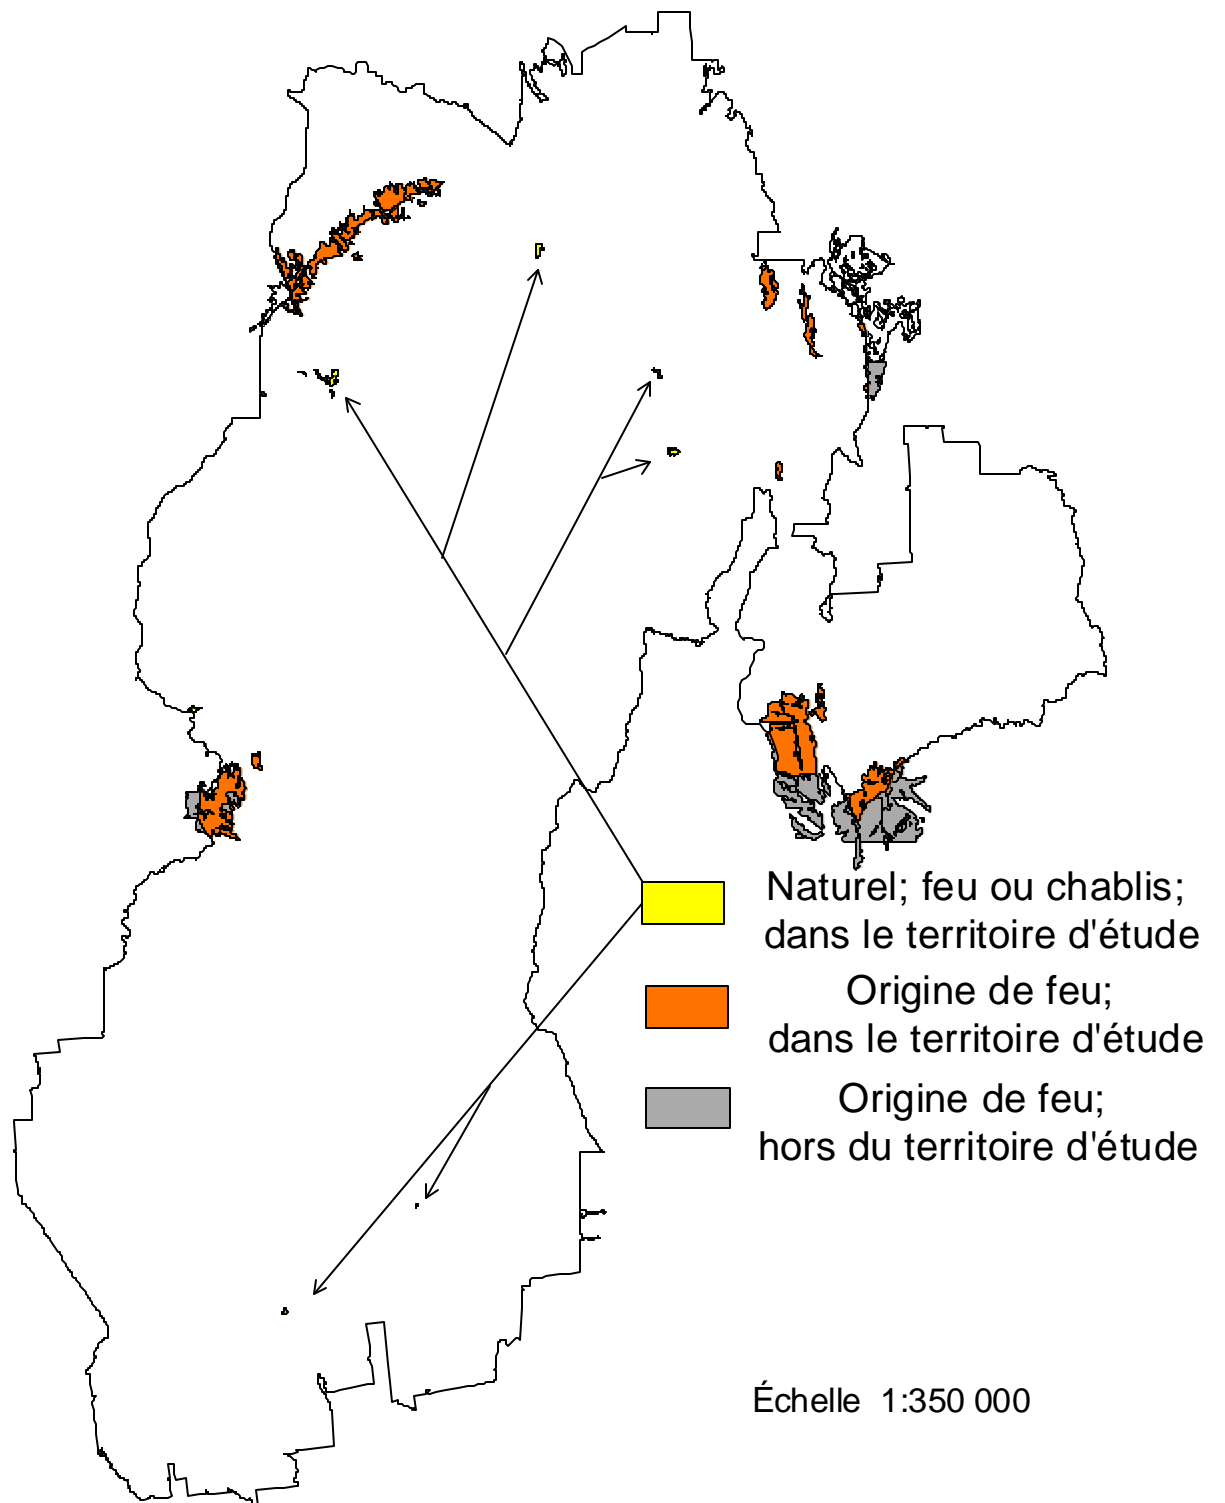 Naturel; feu ou chablis;
dans le territoire d'étude
Origine de feu;
dans le territoire d'étude
Origine de feu;
hors du territoire d'étude
Échelle 1:350 000